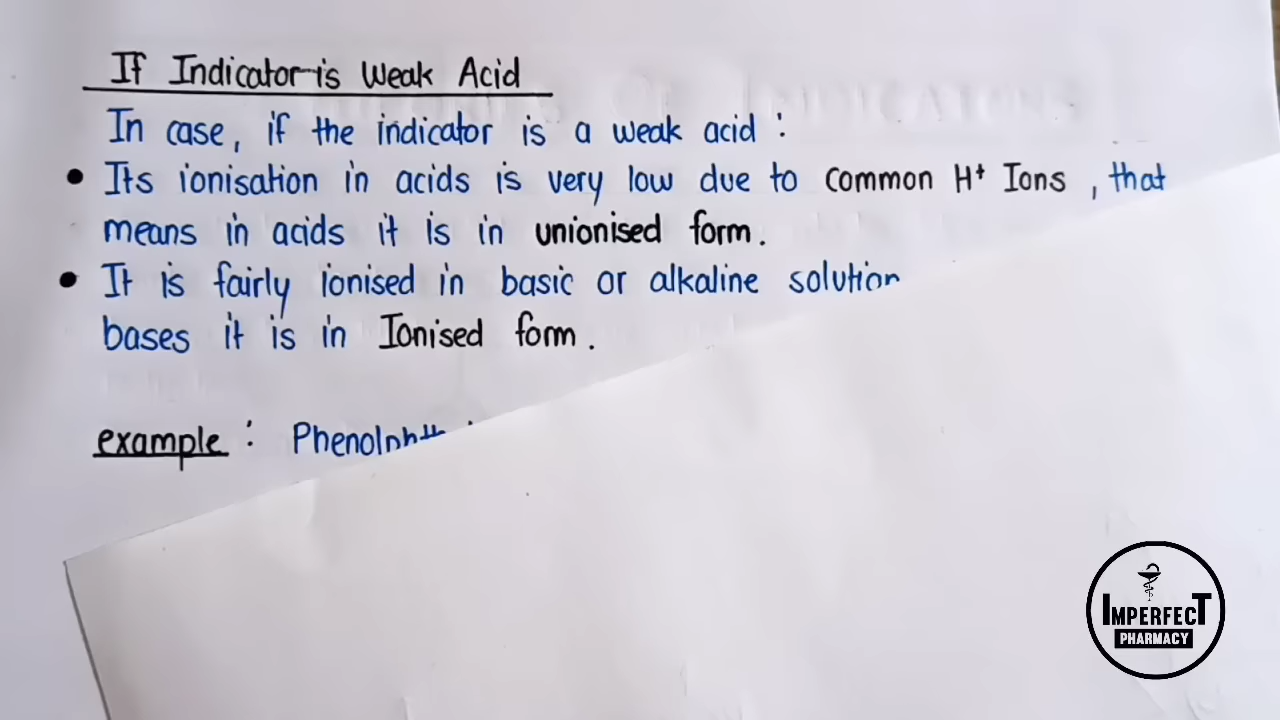 If Indicator is Weak Acid
In case, if the indicator is a weak acid :
• Its ionisation in acids is very low due to common H⁺ Ions , that
means in acids it is in unionised form.
• It is fairly ionised in basic or alkaline solution
bases it is in Ionised form .
example :
IMPERFECT
PHARMACY